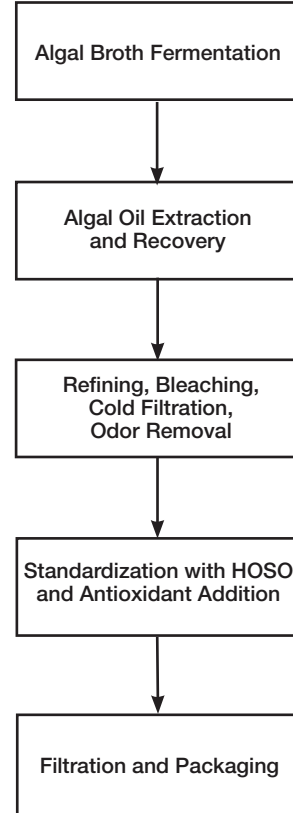 Algal Broth Fermentation
Algal Oil Extraction
and Recovery
Refining, Bleaching,
Cold Filtration,
Odor Removal
Standardization with HOSO
and Antioxidant Addition
Filtration and Packaging